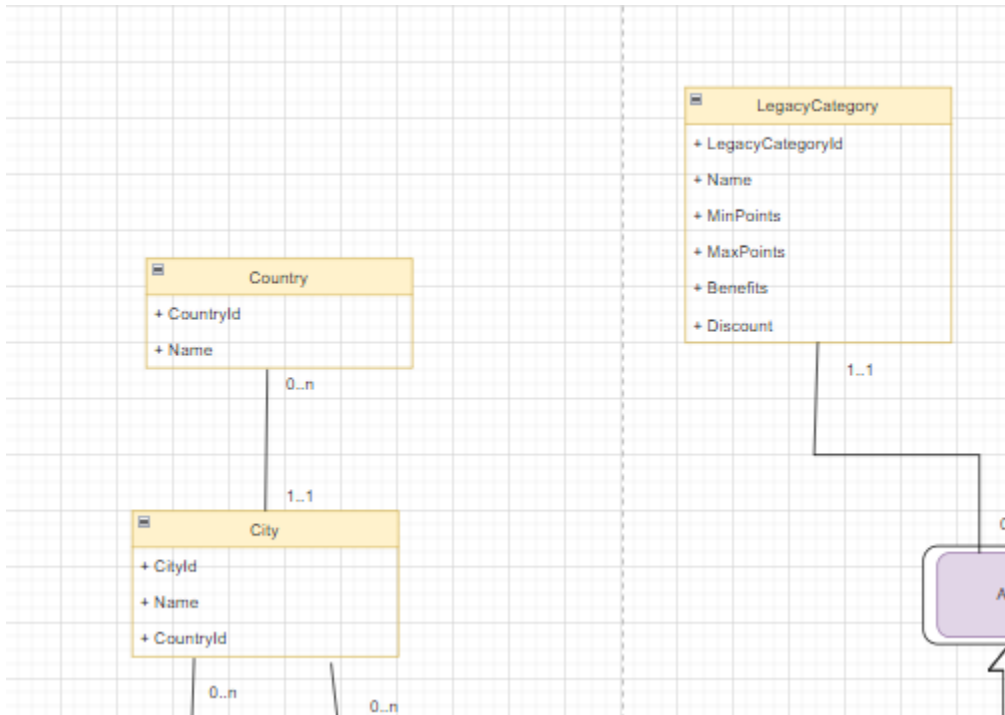 LegacyCategory
+ LegacyCategoryId
+ Name
+ MinPoints
+ MaxPoints
+ Benefits
+ Discount
1..1
Country
+ CountryId
+ Name
0..n
1..1
City
+ CityId
+ Name
+ CountryId
0..n
0..n